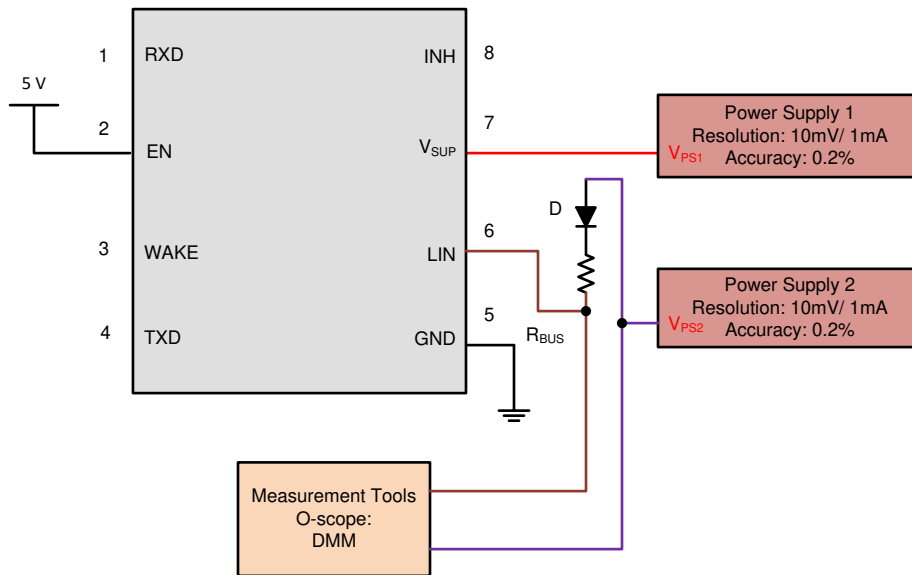 1
RXD
INH
8
5 V
2
EN
7
VSUP
Power Supply 1
Resolution: 10mV/ 1mA
VPS1
Accuracy: 0.2%
D
3
WAKE
6
LIN
4
TXD
5
GND
RBUS
Power Supply 2
Resolution: 10mV/ 1mA
VPS2
Accuracy: 0.2%
Measurement Tools
O-scope:
DMM